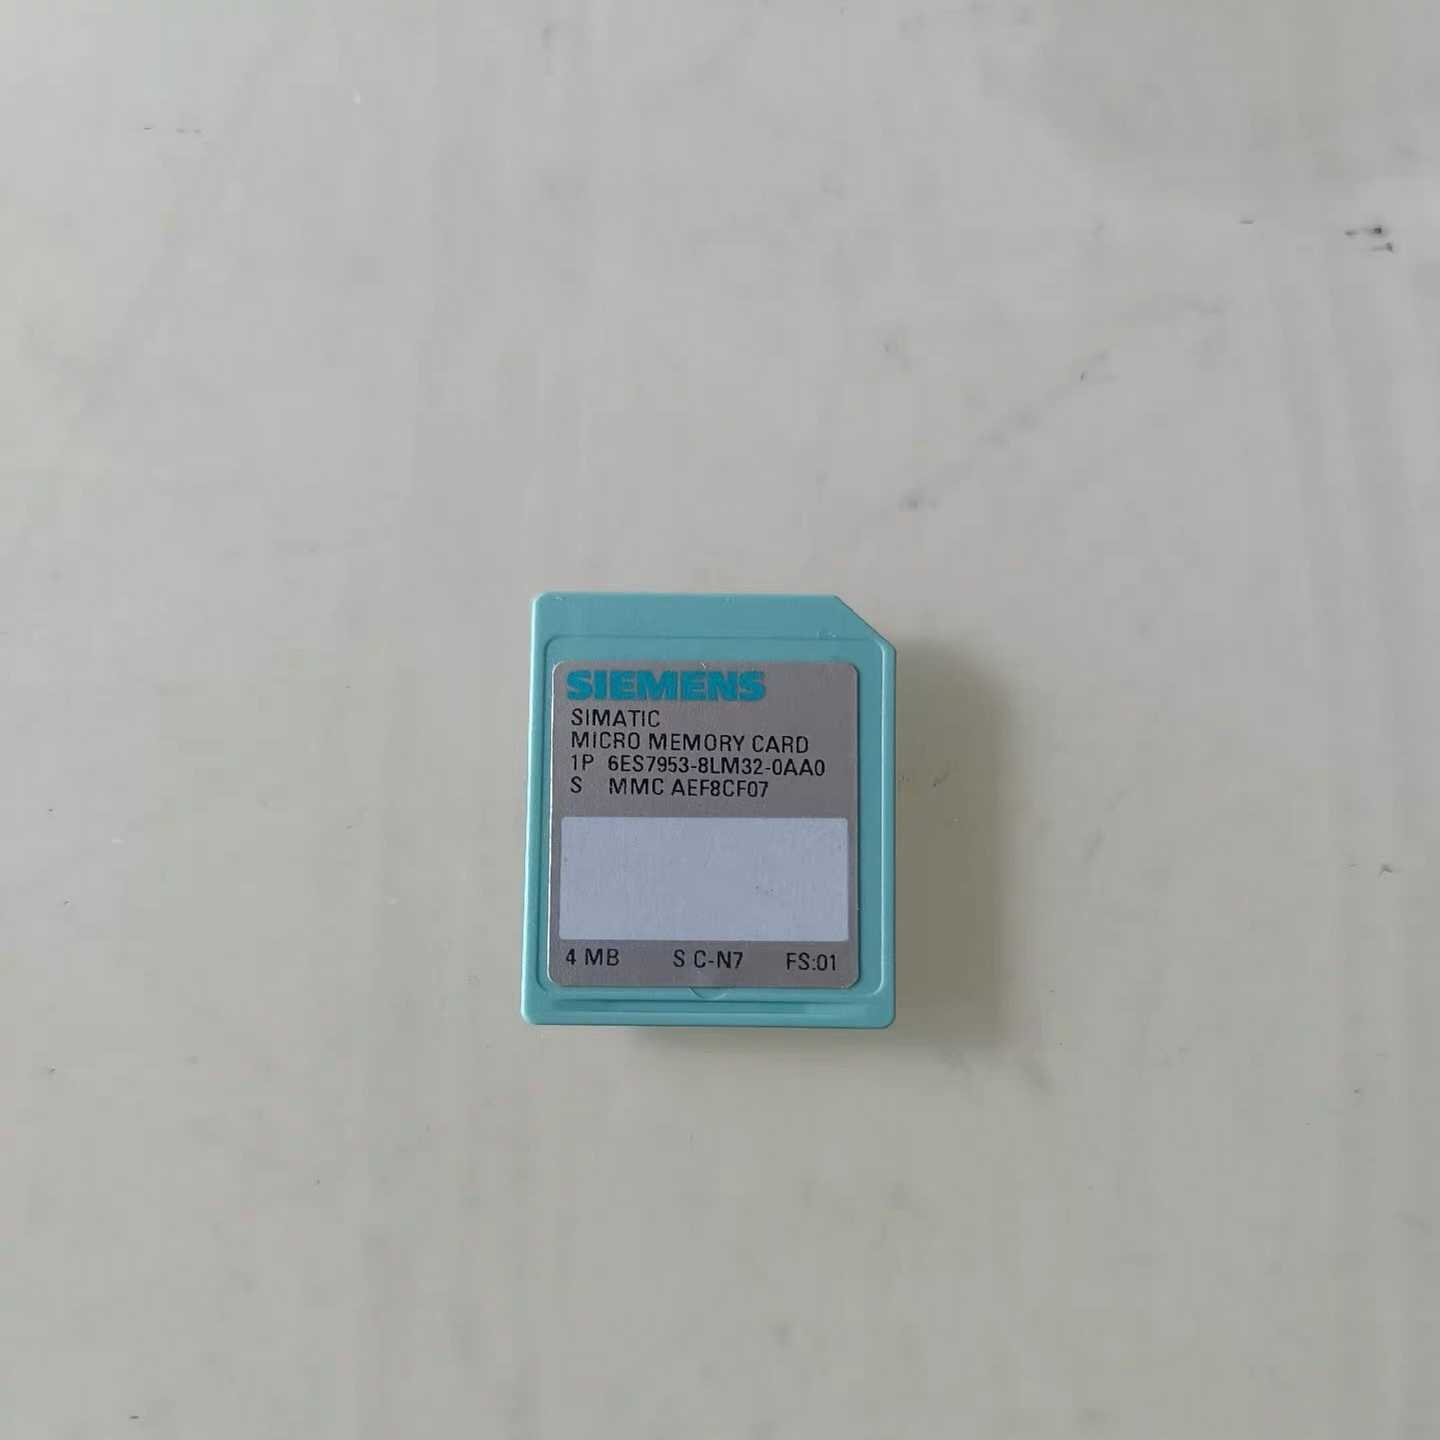 SIEMENS
SIMATIC
MICRO MEMORY CARD
1P 6ES7953-8LM32-0AA0
S MMC AEF8CF07
4 MB S C-N7 FS:01